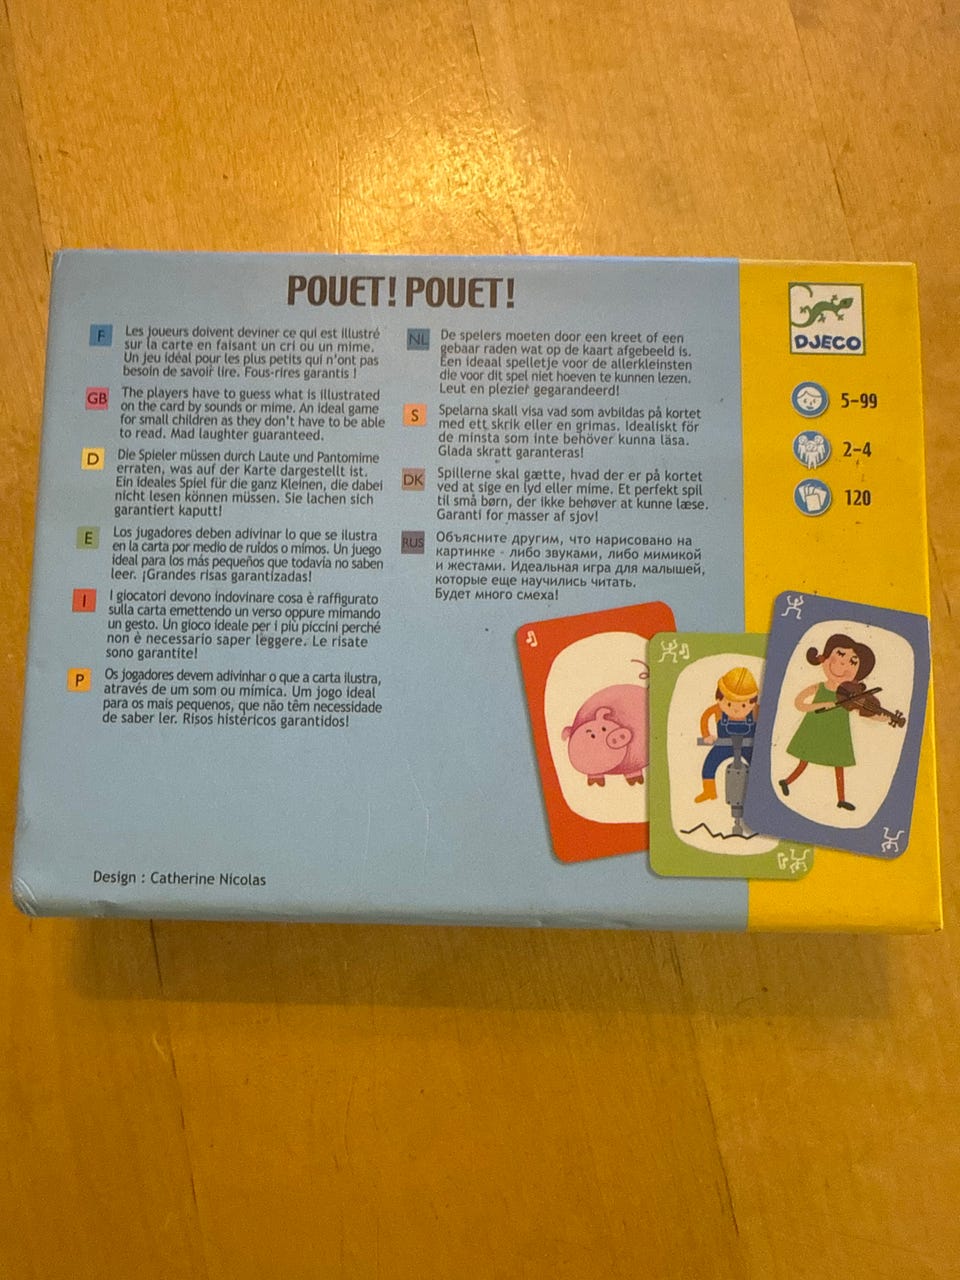 POUET! POUET!
F
Les joueurs doivent deviner ce qui est illustré
sur la carte en faisant un cri ou un mime.
Un jeu idéal pour les plus petits qui n'ont pas
besoin de savoir lire. Fous-rires garantis !
GB
The players have to guess what is illustrated
on the card by sounds or mime. An ideal game
for small children as they don't have to be able
to read. Mad laughter guaranteed.
D
Die Spieler müssen durch Laute und Pantomime
erraten, was auf der Karte dargestellt ist.
Ein ideales Spiel für die ganz Kleinen, die dabei
nicht lesen können müssen. Sie lachen sich
garantiert kaputt!
E
Los jugadores deben adivinar lo que se ilustra
en la carta por medio de ruidos o mimos. Un juego
ideal para los más pequeños que todavía no saben
leer. ¡Grandes risas garantizadas!
I
I giocatori devono indovinare cosa è raffigurato
sulla carta emettendo un verso oppure mimando
un gesto. Un gioco ideale per i più piccini perché
non è necessario saper leggere. Le risate
sono garantite!
P
Os jogadores devem adivinhar o que a carta ilustra,
através de um som ou mímica. Um jogo ideal
para os mais pequenos, que não têm necessidade
de saber ler. Risos histéricos garantidos!
NL
De spelers moeten door een kreet of een
gebaar raden wat op de kaart afgebeeld is.
Een ideaal spelletje voor de allerkleinsten
die voor dit spel niet hoeven te kunnen lezen.
Leut en plezier gegarandeerd!
S
Spelarna skall visa vad som avbildas på kortet
med ett skrik eller en grimas. Idealiskt för
de minsta som inte behöver kunna läsa.
Glada skratt garanteras!
DK
Spillerne skal gætte, hvad der er på kortet
ved at sige en lyd eller mime. Et perfekt spil
til små børn, der ikke behøver at kunne læse.
Garanti for masser af sjov!
RUS
Объясните другим, что нарисовано на
картинке - либо звуками, либо мимикой
и жестами. Идеальная игра для малышей,
которые еще научились читать.
Будет много смеха!
Design : Catherine Nicolas
DJECO
5-99
2-4
120